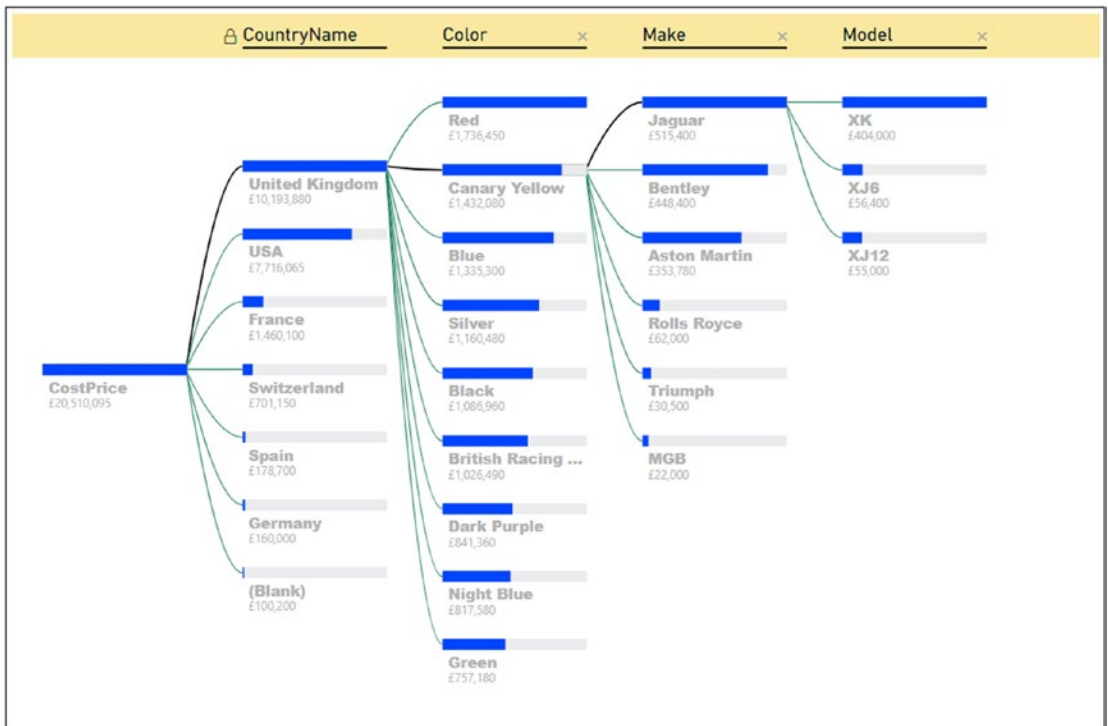 CountryName
Color
Make
Model
CostPrice
£20,510,095
United Kingdom
£10,193,880
USA
£7,716,065
France
£1,460,100
Switzerland
£701,150
Spain
£178,700
Germany
£160,000
(Blank)
£100,200
Red
£1,736,450
Canary Yellow
£1,432,080
Blue
£1,335,300
Silver
£1,160,480
Black
£1,086,960
British Racing ...
£1,026,490
Dark Purple
£841,360
Night Blue
£817,580
Green
£757,180
Jaguar
£515,400
Bentley
£448,400
Aston Martin
£353,780
Rolls Royce
£62,000
Triumph
£30,500
MGB
£22,000
XK
£404,000
XJ6
£56,400
XJ12
£55,000